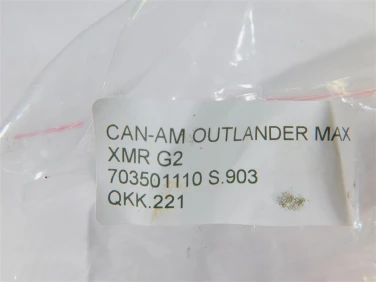 CAN-AM OUTLANDER MAX
XMR G2
703501110 S.903
QKK.221